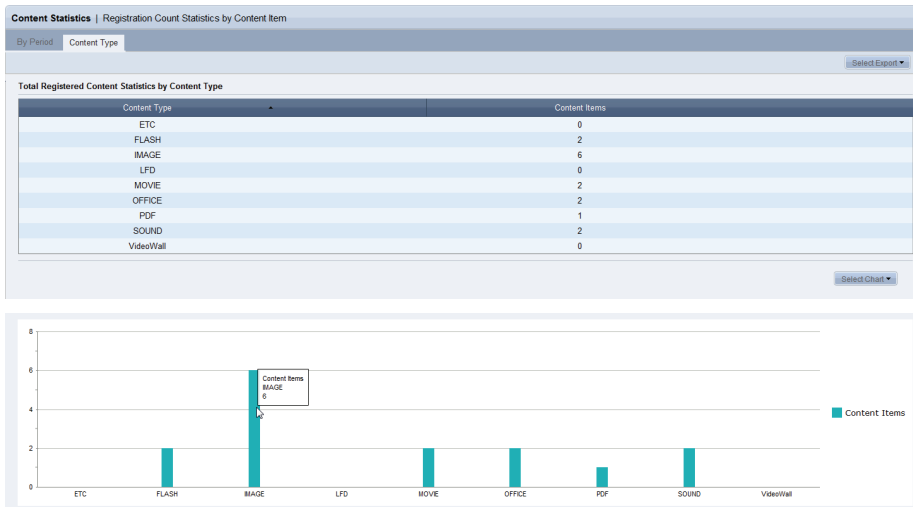 Content Statistics | Registration Count Statistics by Content Item
By Period Content Type
Select Export
Total Registered Content Statistics by Content Type
Content Type Content Items
ETC 0
FLASH 2
IMAGE 6
LFD 0
MOVIE 2
OFFICE 2
PDF 1
SOUND 2
VideoWall 0
Select Chart
8
6
4
2
0
Content Items
IMAGE
6
Content Items
ETC FLASH IMAGE LFD MOVIE OFFICE PDF SOUND VideoWall